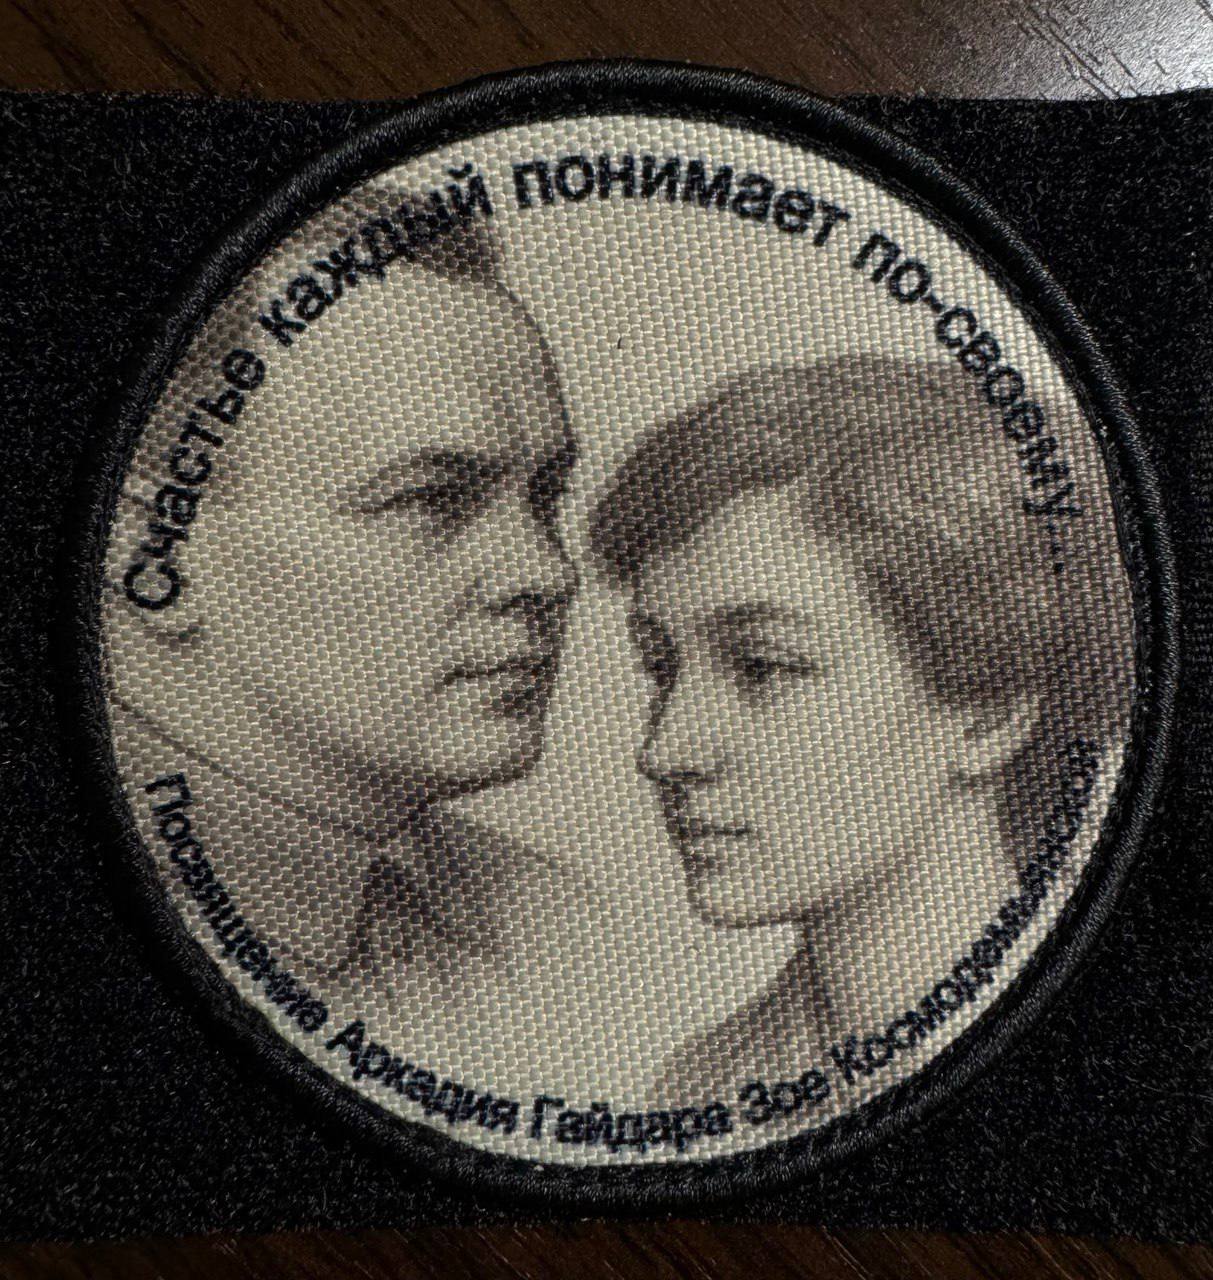 Счастье каждый понимает по-своему...
Посвящение Аркадия Гайдара Зое Космодемьянской